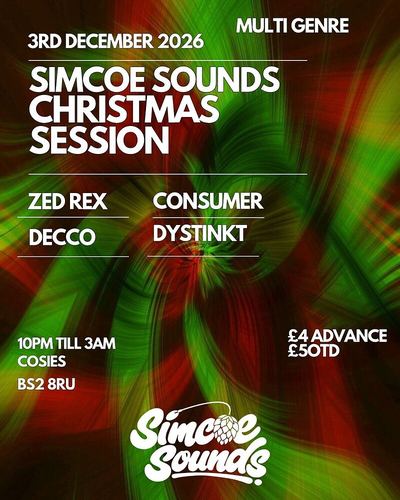 MULTI GENRE
3RD DECEMBER 2026
SIMCOE SOUNDS
CHRISTMAS
SESSION
ZED REX
CONSUMER
DECCO
DYSTINKT
10PM TILL 3AM
COSIES
BS2 8RU
£4 ADVANCE
£5OTD
Simcoe
Sounds